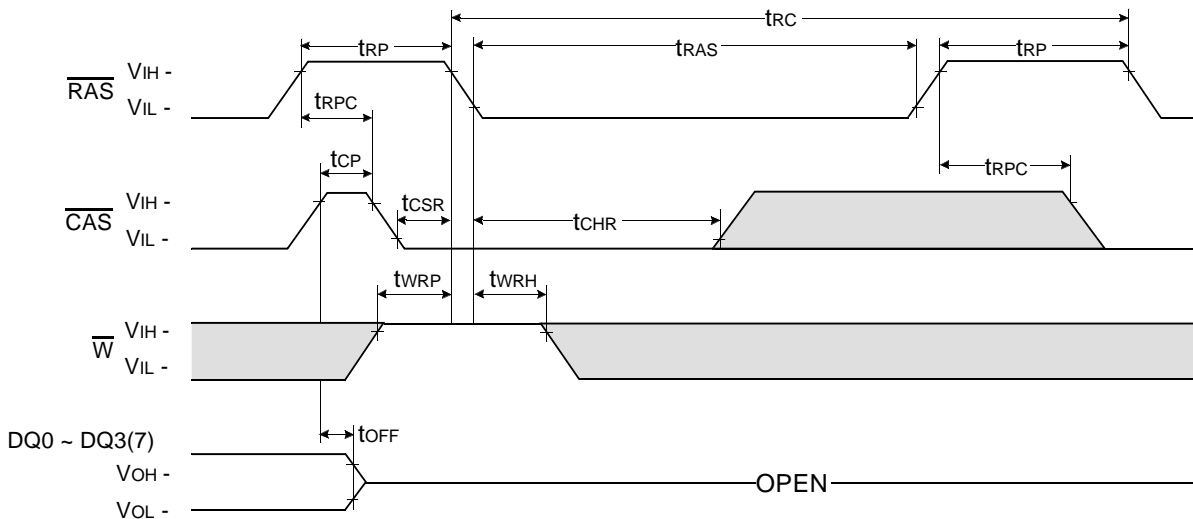 tRC
tRP tRAS tRP
RAS
VIH -
VIL -
tRPC
tCP
tRPC
CAS
VIH -
VIL -
tCSR tCHR
tWRP tWRH
W
VIH -
VIL -
tOFF
DQ0 ~ DQ3(7)
VOH -
VOL -
OPEN